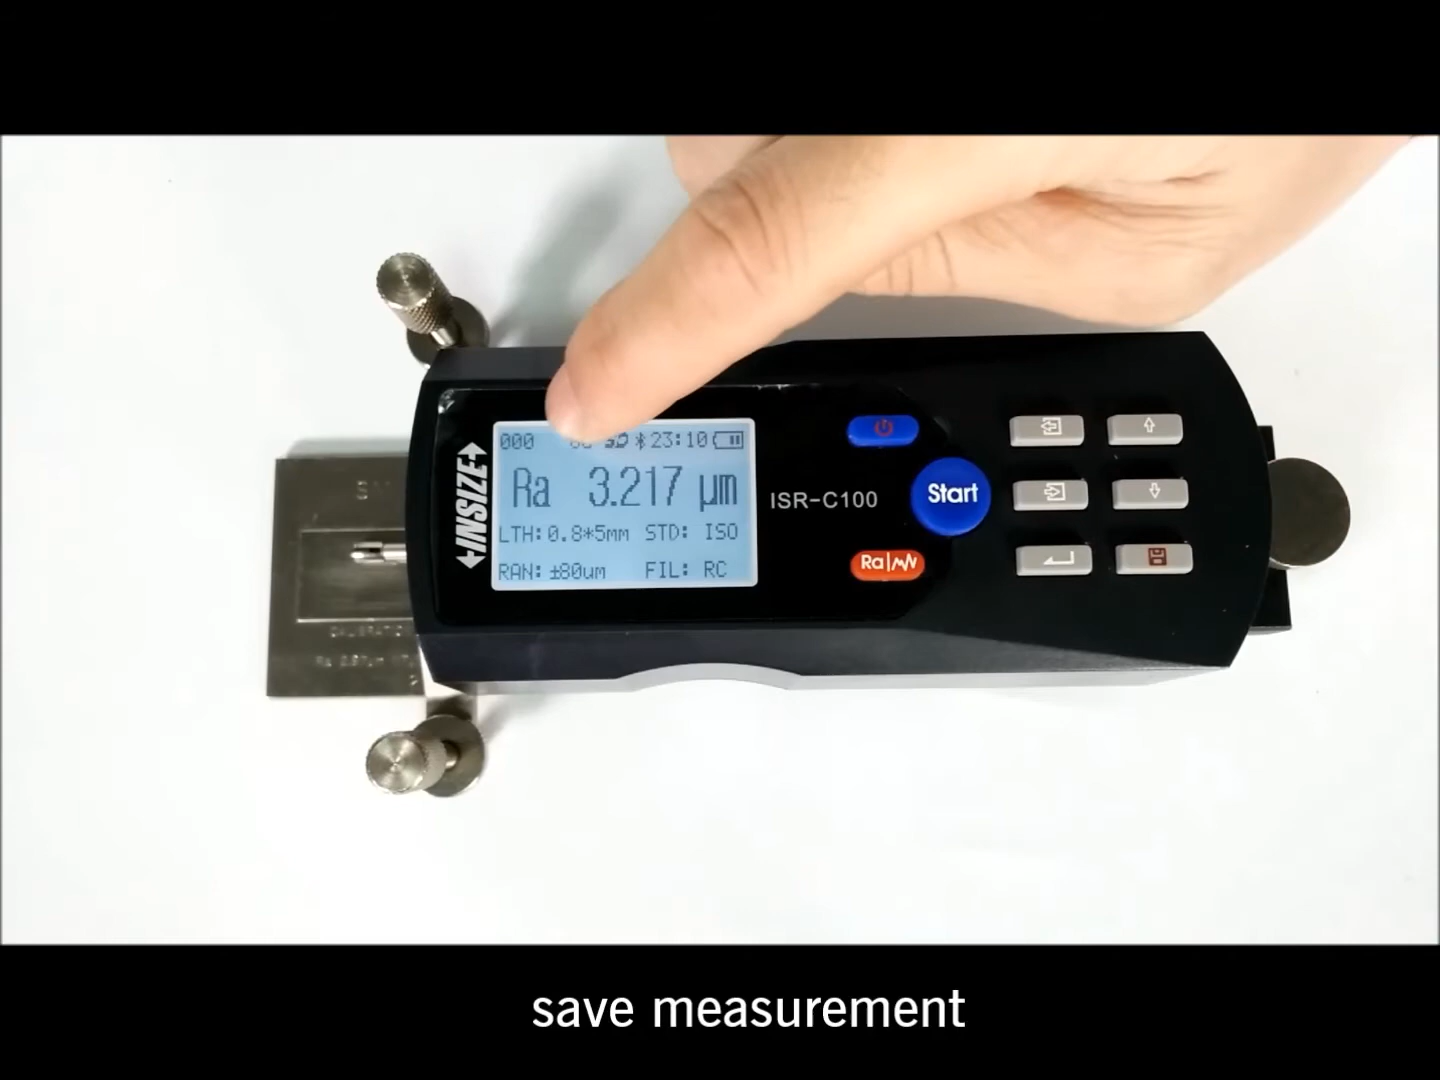 000 SD 23:10
Ra 3.217 µm
LTH:0.8*5mm STD: ISO
RAN:±80um FIL: RC
INSIZE
ISR-C100
Start
Ra
save measurement